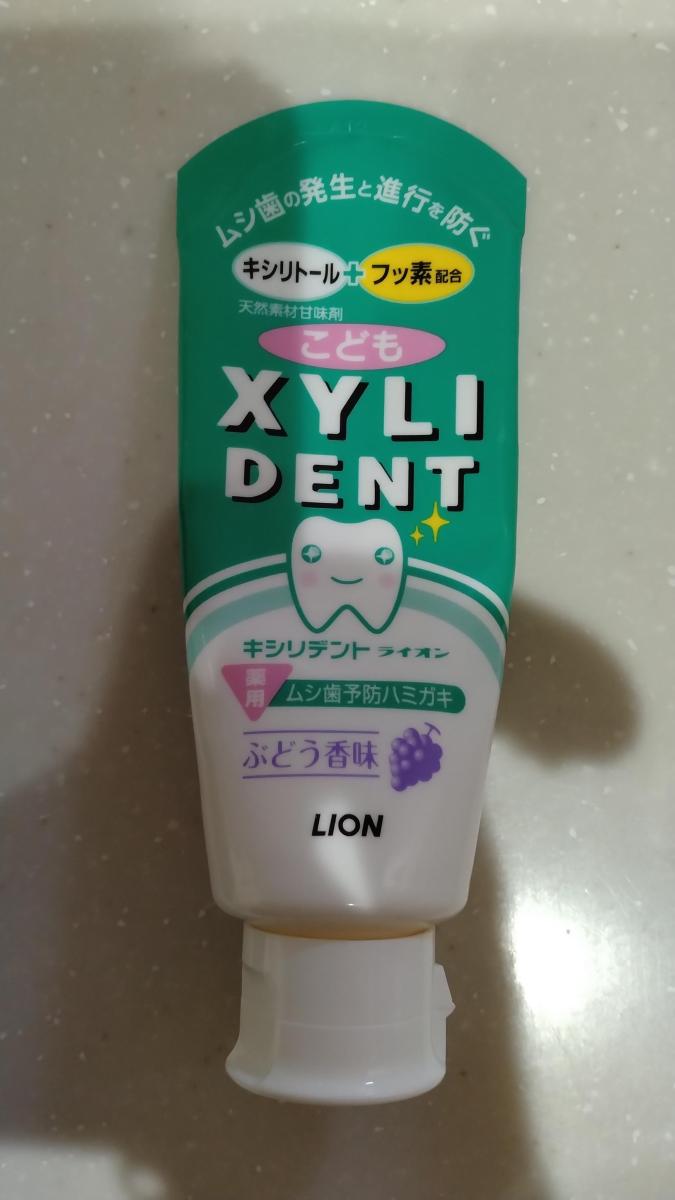 ムシ歯の発生と進行を防ぐ
キシリトール+フッ素配合
天然素材甘味剤
こども
XYLI
DENT
キシリデント ライオン
薬用 ムシ歯予防ハミガキ
ぶどう香味
LION